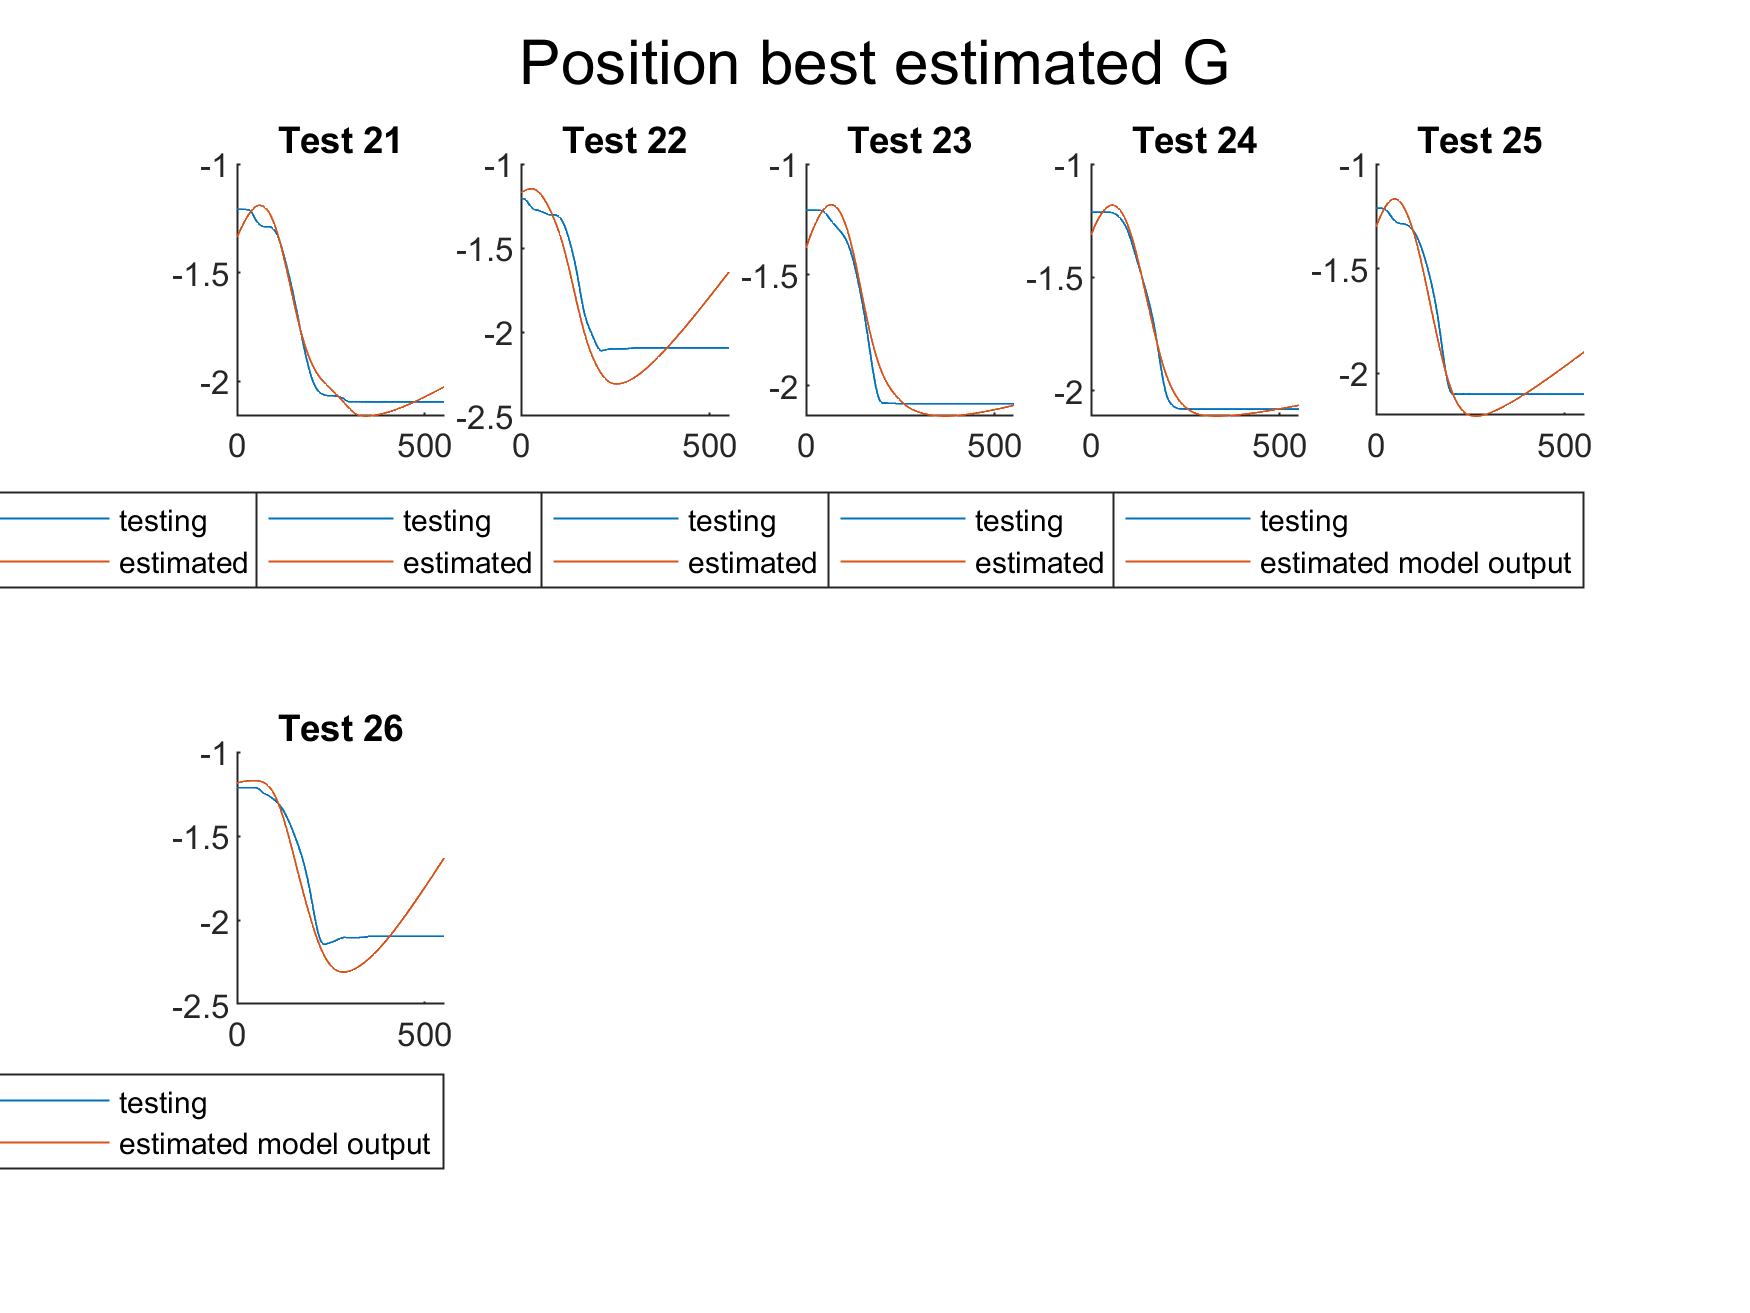 Position best estimated G
Test 21 Test 22 Test 23 Test 24 Test 25
-1 -1 -1 -1 -1
-1.5 -1.5 -1.5 -1.5 -1.5
-2 -2 -2 -2 -2
-2.5
0 500 0 500 0 500 0 500 0 500
testing testing testing testing testing
estimated estimated estimated estimated estimated model output
Test 26
-1
-1.5
-2
-2.5
0 500
testing
estimated model output